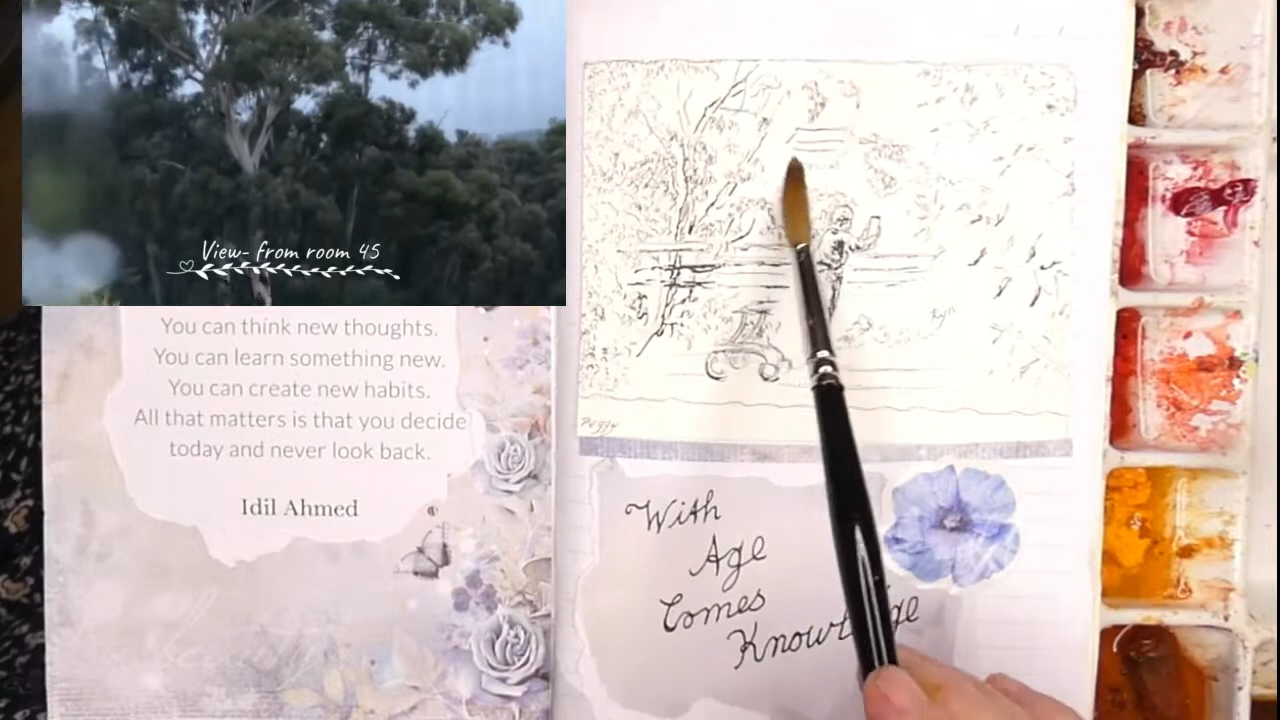 View- from room 45
You can think new thoughts.
You can learn something new.
You can create new habits.
All that matters is that you decide
today and never look back.
Idil Ahmed
Peggy
With
Age
Comes